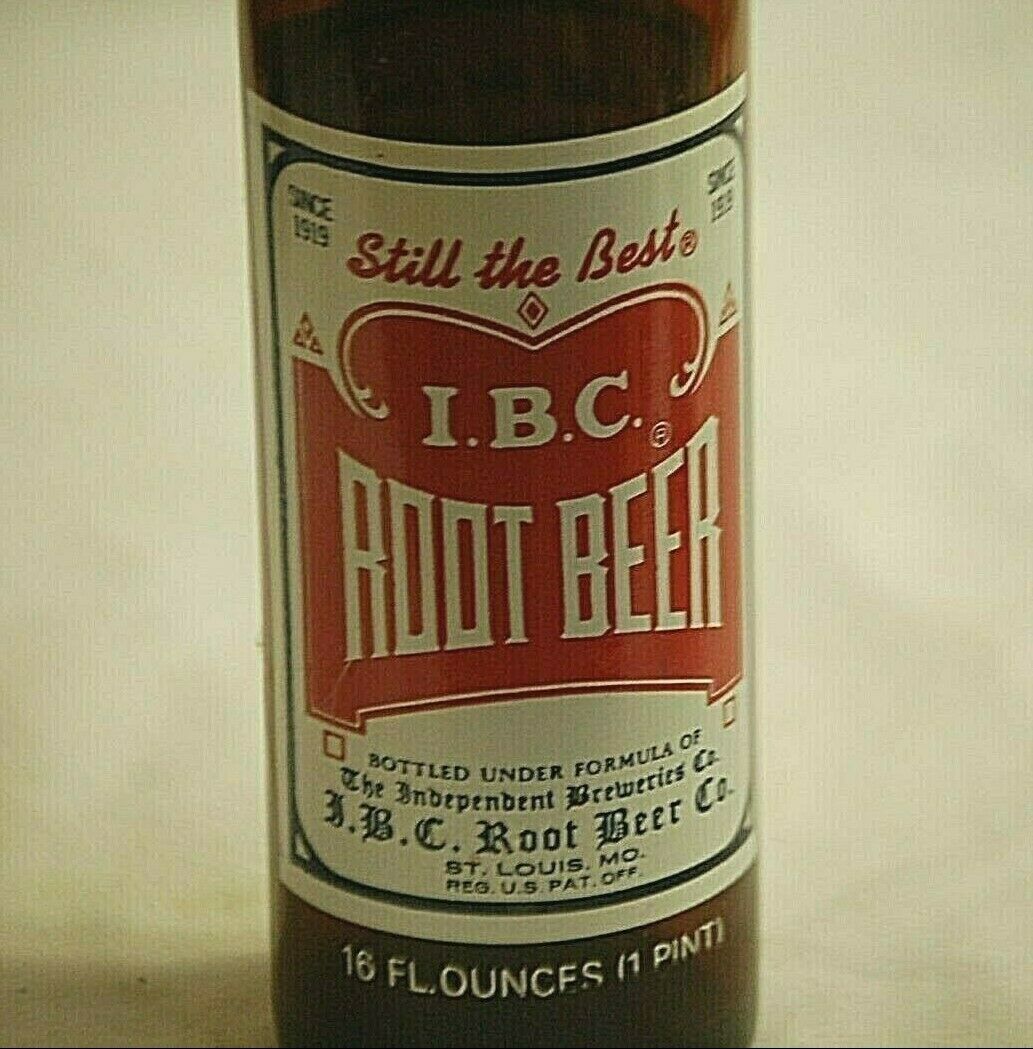 SINCE
1919
SINCE
1919
Still the Best®
I.B.C.®
ROOT BEER
BOTTLED UNDER FORMULA OF
The Independent Breweries Co.
I.B.C. Root Beer Co.
ST. LOUIS, MO.
REG. U.S. PAT. OFF.
16 FL.OUNCES (1 PINT)